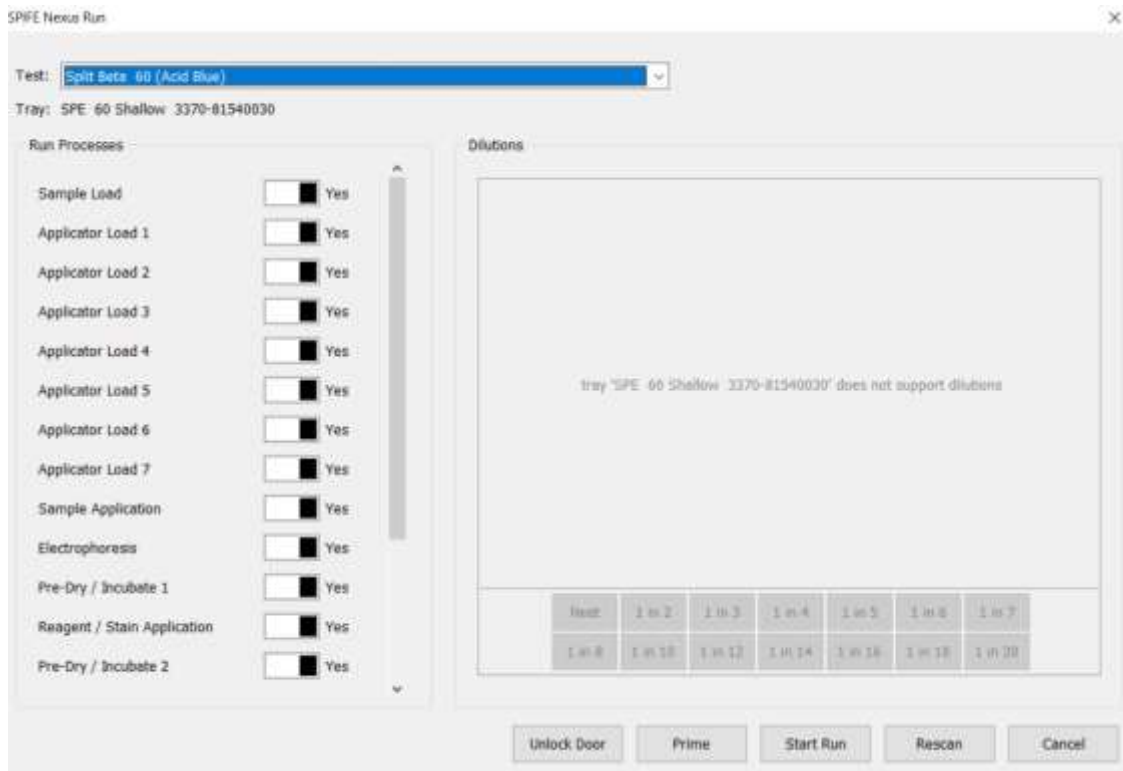 SPIFE Nexus Run
Test: Split Beta 60 (Acid Blue)
Tray: SPE 60 Shallow 3370-81540030
Run Processes
Sample Load Yes
Applicator Load 1 Yes
Applicator Load 2 Yes
Applicator Load 3 Yes
Applicator Load 4 Yes
Applicator Load 5 Yes
Applicator Load 6 Yes
Applicator Load 7 Yes
Sample Application Yes
Electrophoresis Yes
Pre-Dry / Incubate 1 Yes
Reagent / Stain Application Yes
Pre-Dry / Incubate 2 Yes
Dilutions
tray 'SPE 60 Shallow 3370-81540030' does not support dilutions
Neat 1 in 2 1 in 3 1 in 4 1 in 5 1 in 6 1 in 7
1 in 8 1 in 10 1 in 12 1 in 14 1 in 16 1 in 18 1 in 20
Unlock Door Prime Start Run Rescan Cancel